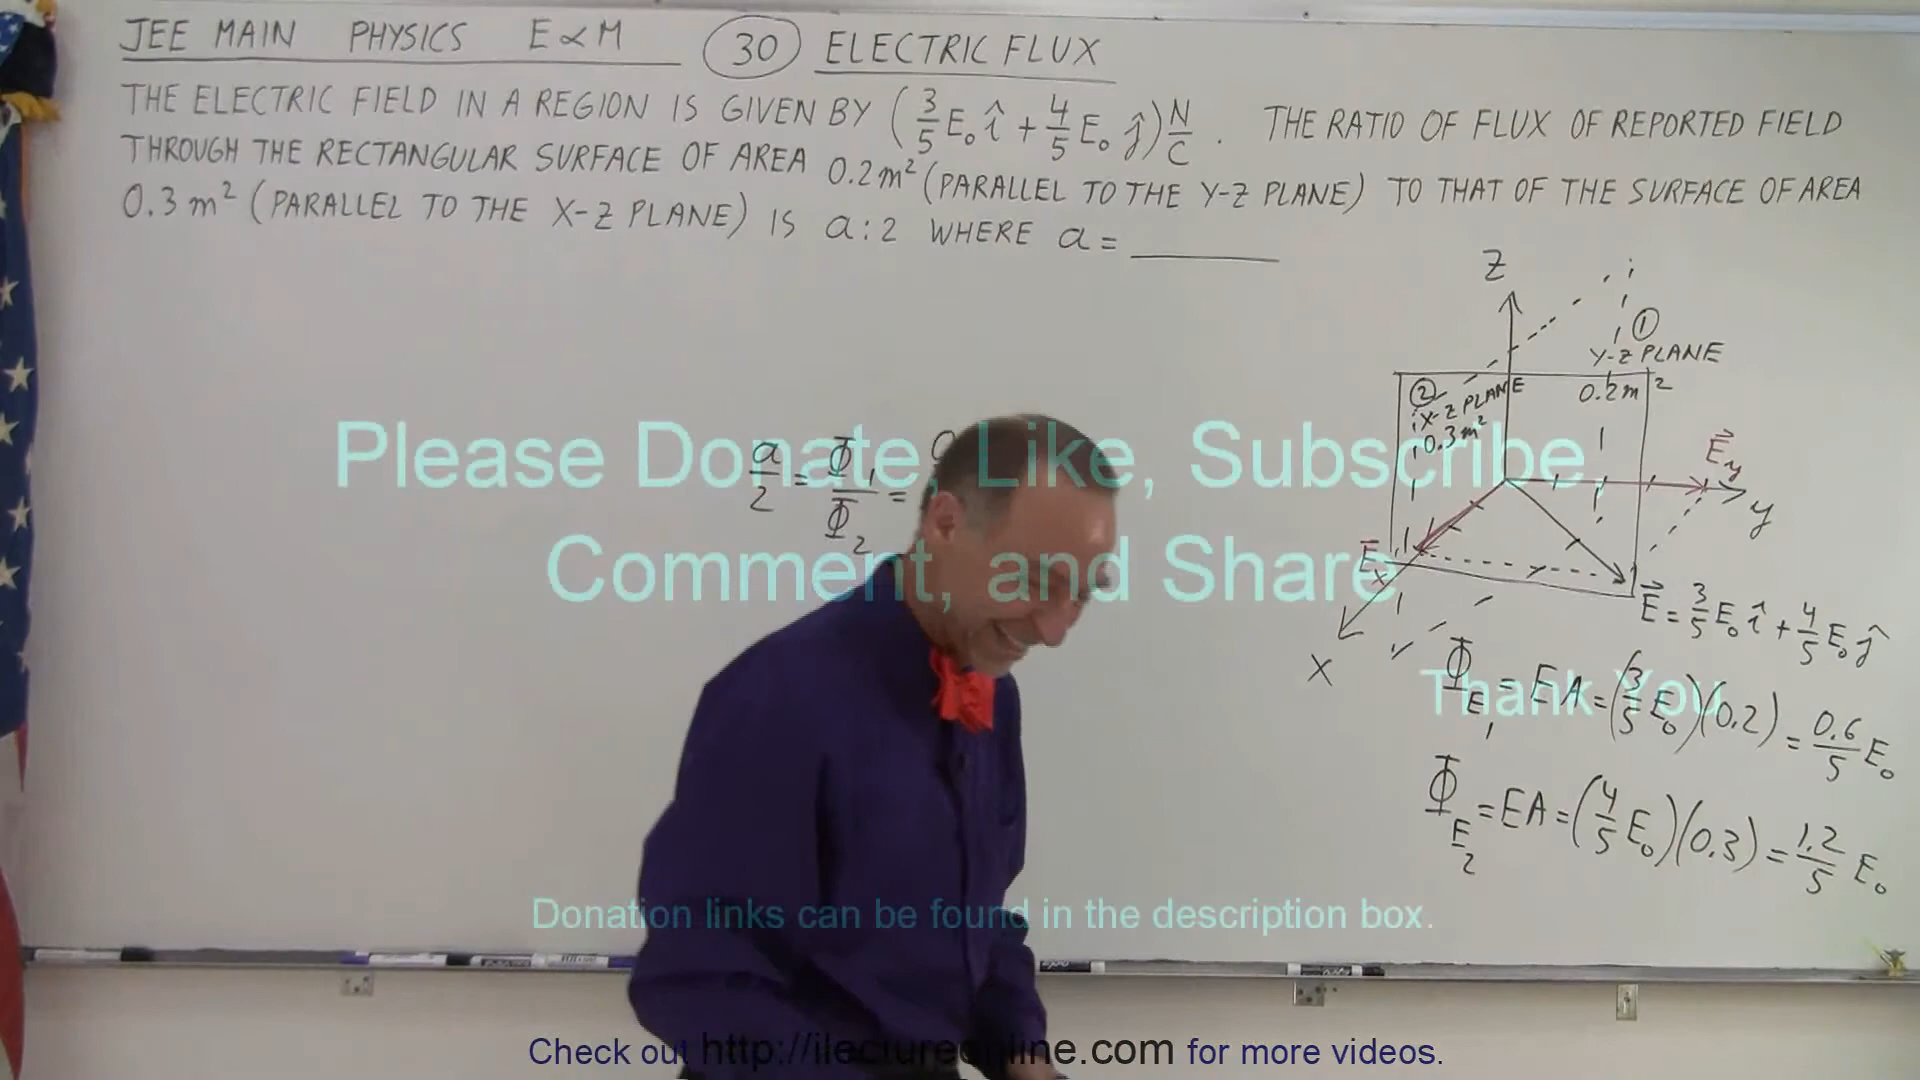 JEE MAIN PHYSICS E&M (30) ELECTRIC FLUX
THE ELECTRIC FIELD IN A REGION IS GIVEN BY (3/5 E₀ î + 4/5 E₀ ĵ) N/C . THE RATIO OF FLUX OF REPORTED FIELD
THROUGH THE RECTANGULAR SURFACE OF AREA 0.2 m² (PARALLEL TO THE Y-Z PLANE) TO THAT OF THE SURFACE OF AREA
0.3 m² (PARALLEL TO THE X-Z PLANE) IS a:2 WHERE a = ______
Z
①
Y-Z PLANE
0.2 m²
②
X-Z PLANE
0.3 m²
E⃗y
y
E⃗x
X
E⃗ = 3/5 E₀ î + 4/5 E₀ ĵ
a/2 = Φ₁/Φ₂ =
Φ_E₁ = EA = (3/5 E₀)(0.2) = 0.6/5 E₀
Φ_E₂ = EA = (4/5 E₀)(0.3) = 1.2/5 E₀
Please Donate, Like, Subscribe,
Comment, and Share
Thank You
Donation links can be found in the description box.
Check out http://ilectureonline.com for more videos.